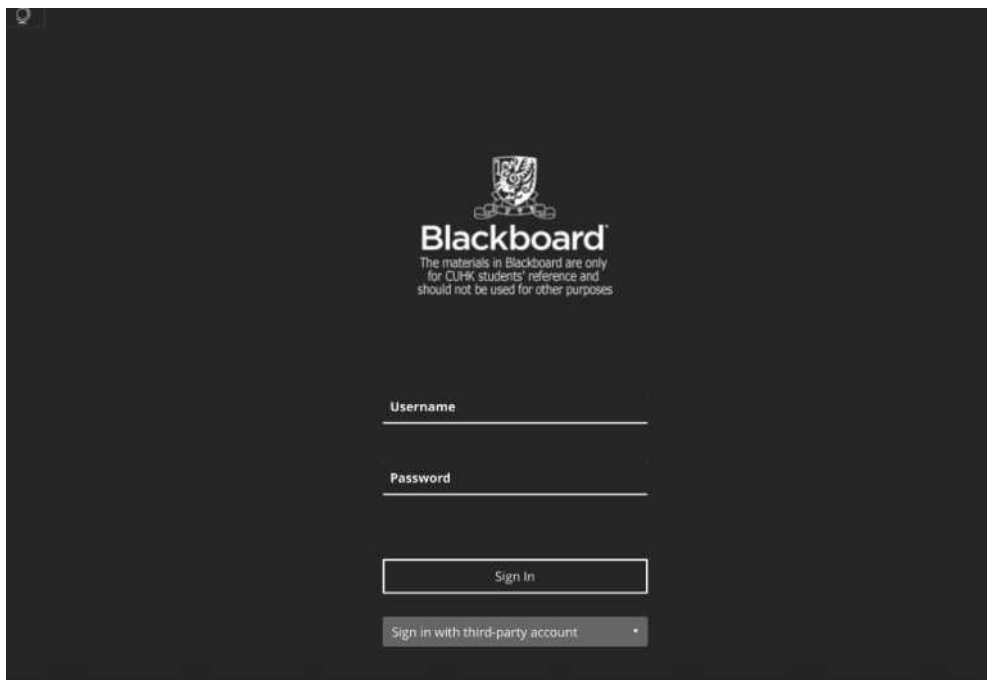 Blackboard
The materials in Blackboard are only
for CUHK students' reference and
should not be used for other purposes
Username
Password
Sign In
Sign in with third-party account